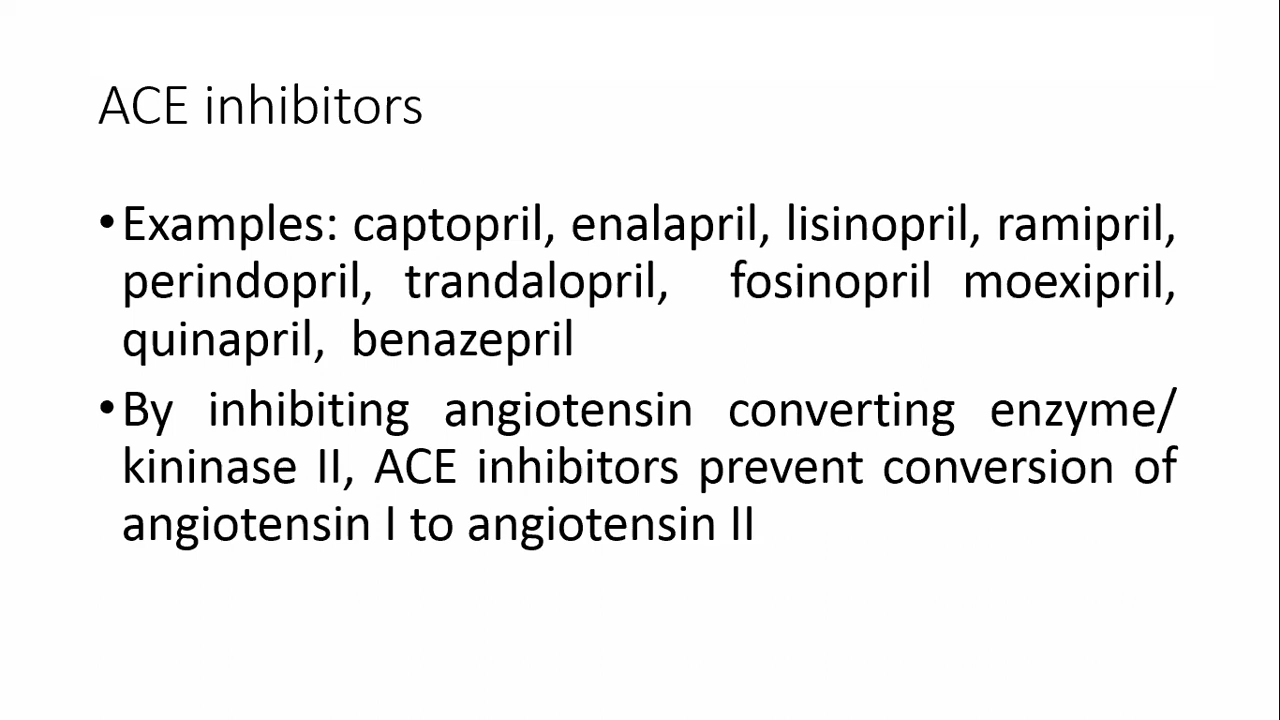 ACE inhibitors
•Examples: captopril, enalapril, lisinopril, ramipril,
perindopril, trandalopril, fosinopril moexipril,
quinapril, benazepril
•By inhibiting angiotensin converting enzyme/
kininase II, ACE inhibitors prevent conversion of
angiotensin I to angiotensin II